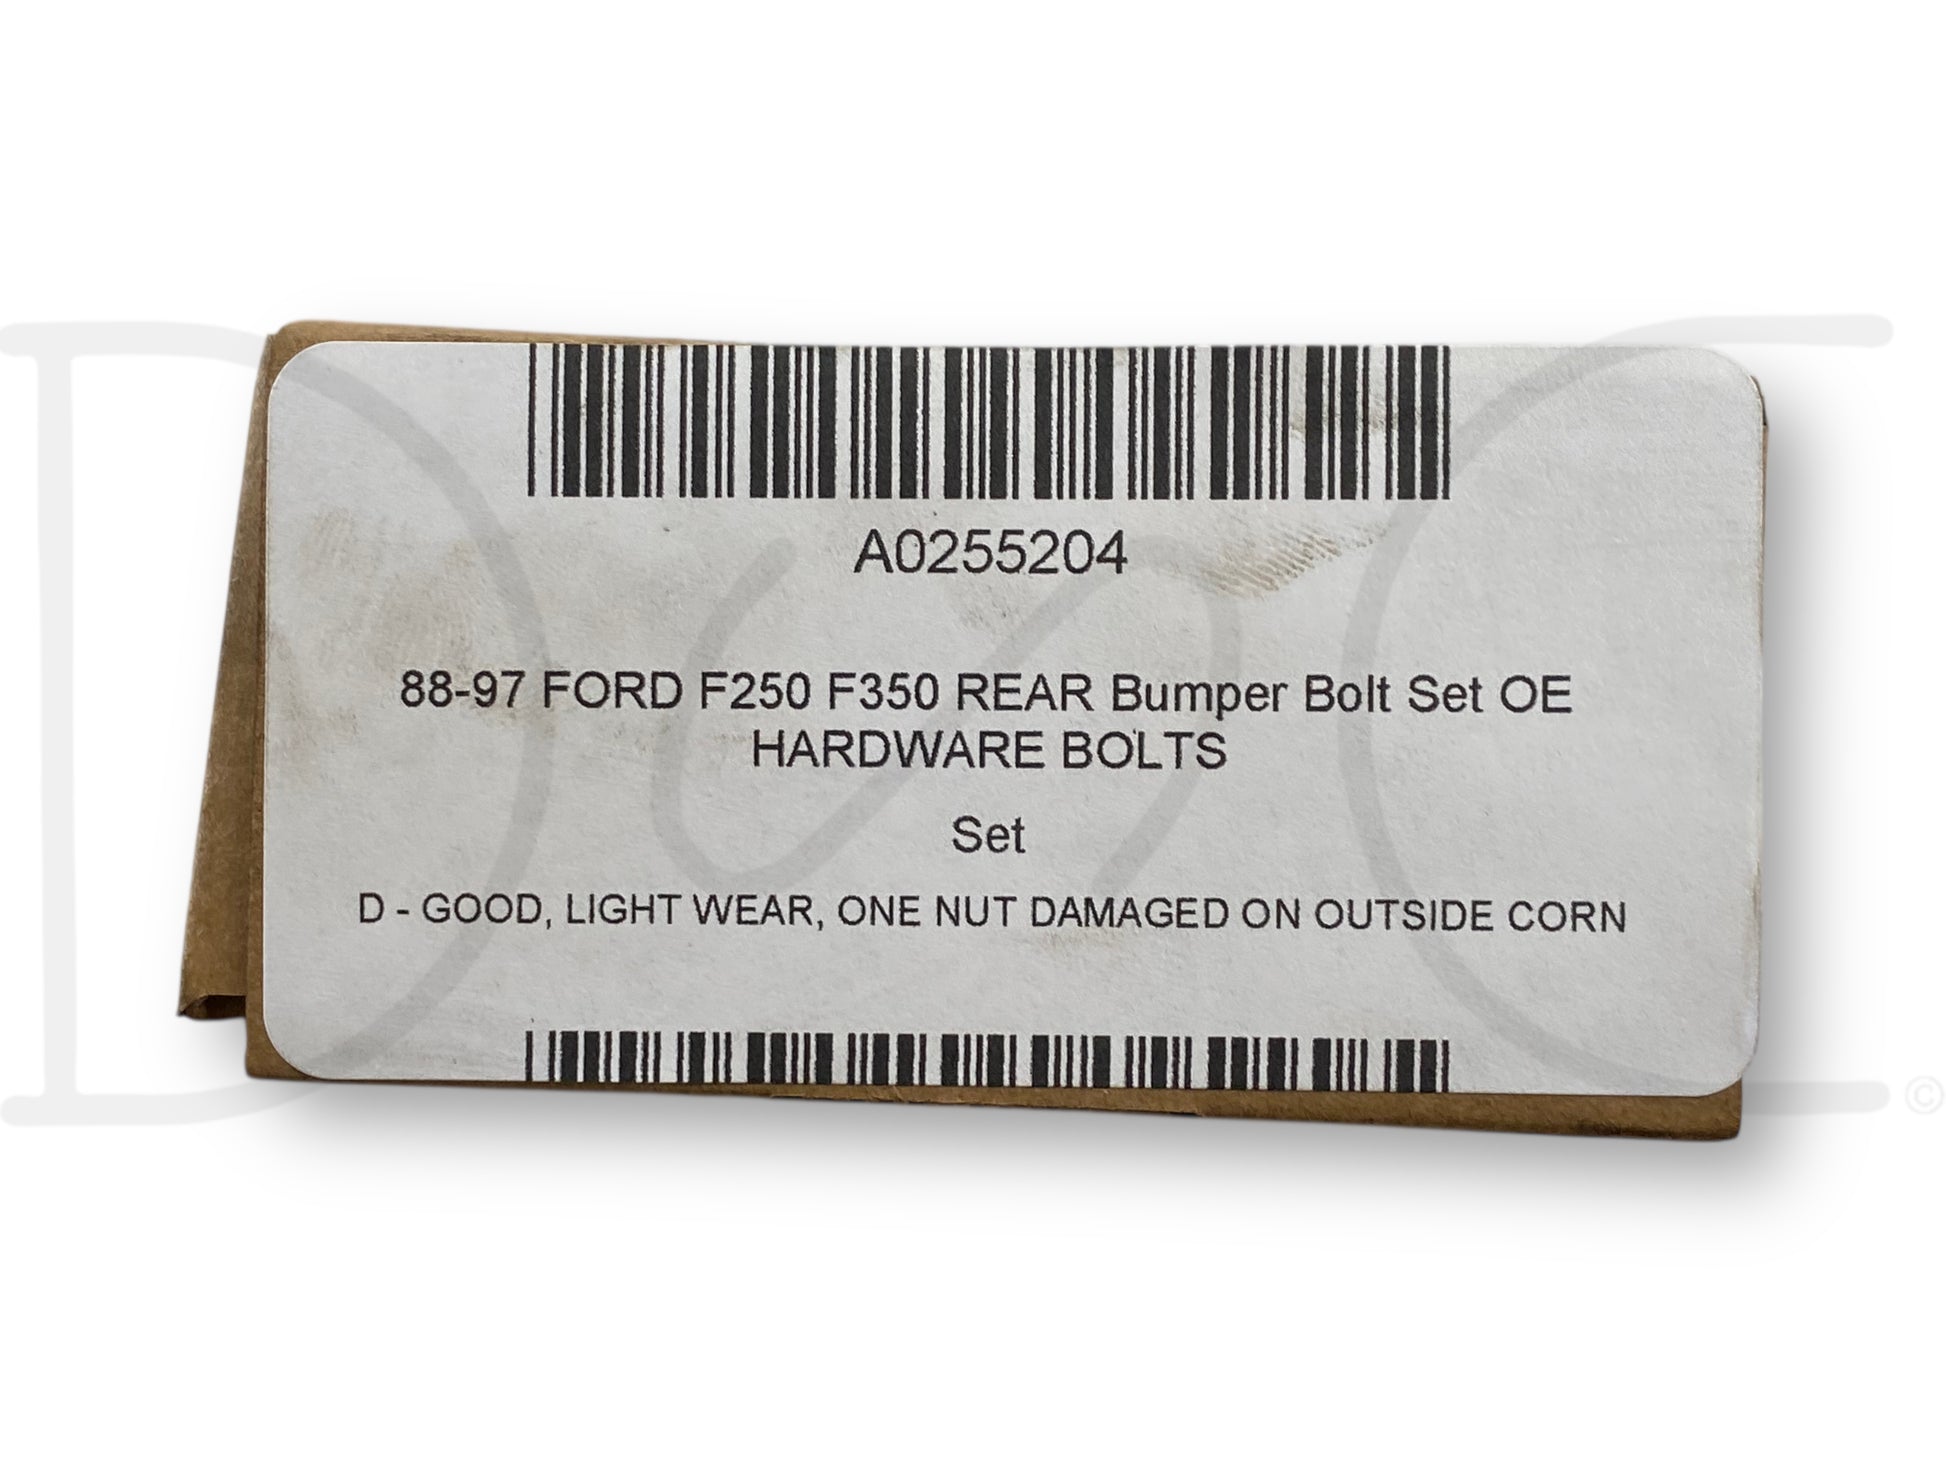 A0255204
88-97 FORD F250 F350 REAR Bumper Bolt Set OE
HARDWARE BOLTS
Set
D - GOOD, LIGHT WEAR, ONE NUT DAMAGED ON OUTSIDE CORN
©